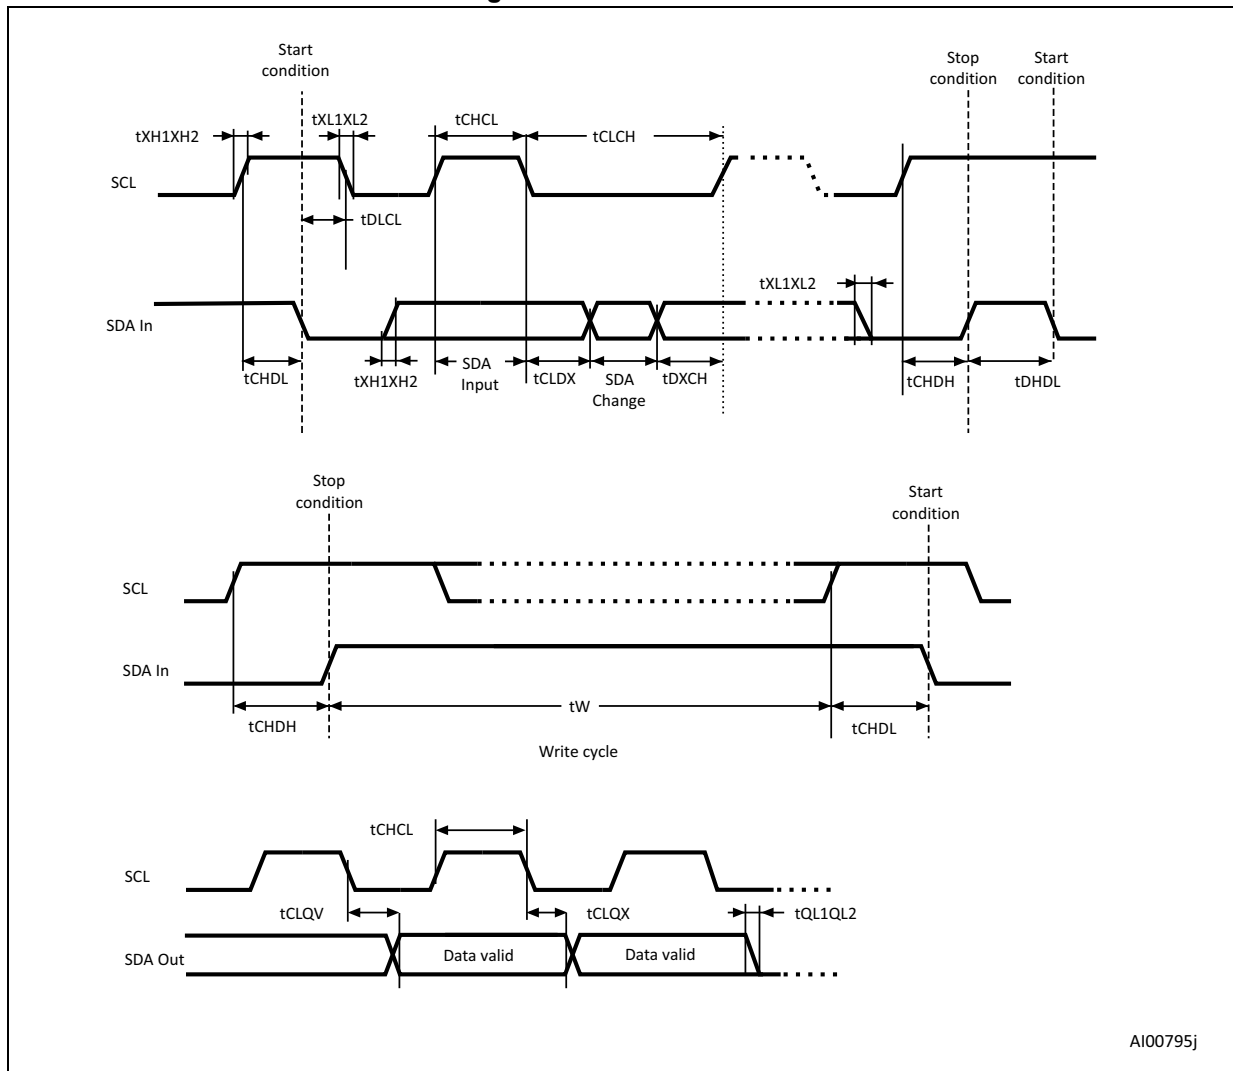 Start
condition
Stop
condition
Start
condition
tXH1XH2
tXL1XL2
tCHCL
tCLCH
SCL
tDLCL
tXL1XL2
SDA In
tCHDL
tXH1XH2
SDA
Input
tCLDX
SDA
Change
tDXCH
tCHDH
tDHDL
Stop
condition
Start
condition
SCL
SDA In
tCHDH
tW
tCHDL
Write cycle
tCHCL
SCL
tCLQV
tCLQX
tQL1QL2
SDA Out
Data valid
Data valid
AI00795j